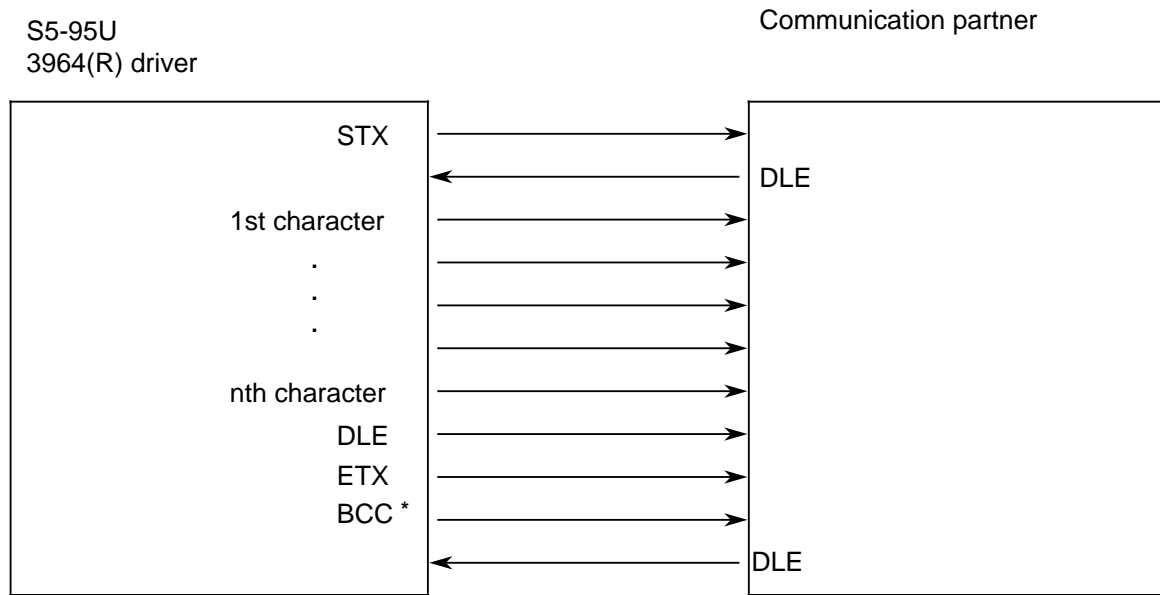 S5-95U
3964(R) driver
Communication partner
STX
DLE
1st character
.
.
.
nth character
DLE
ETX
BCC *
DLE